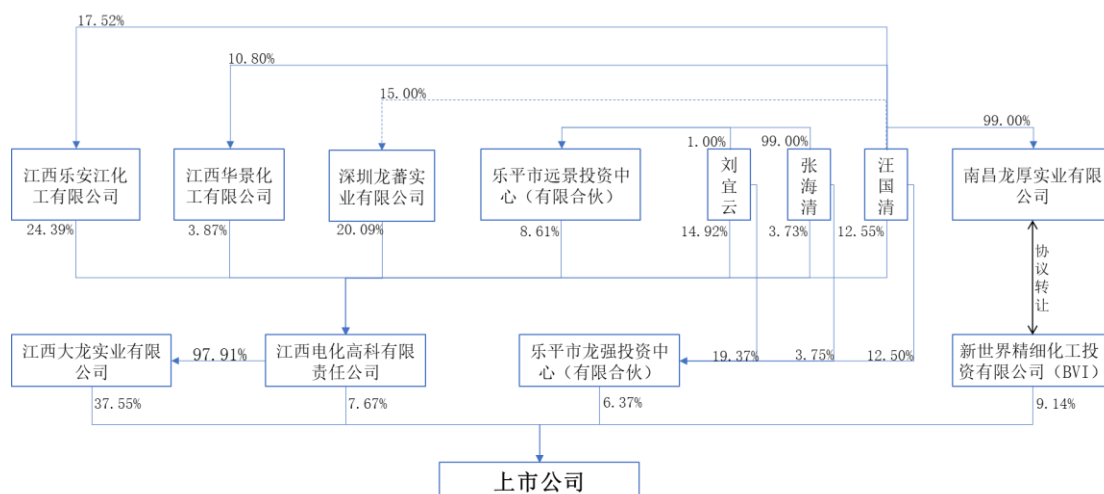 17.52%
10.80%
15.00%
99.00%
1.00%
99.00%
江西乐安江化
工有限公司
江西华景化
工有限公司
深圳龙蕃实
业有限公司
乐平市远景投资中
心（有限合伙）
刘
宜
云
张
海
清
汪
国
清
南昌龙厚实业有限
公司
24.39%
3.87%
20.09%
8.61%
14.92%
3.73%
12.55%
协
议
转
让
江西大龙实业有限
公司
97.91%
江西电化高科有限
责任公司
乐平市龙强投资中
心（有限合伙）
19.37%
3.75%
12.50%
新世界精细化工投
资有限公司（BVI）
37.55%
7.67%
6.37%
9.14%
上市公司